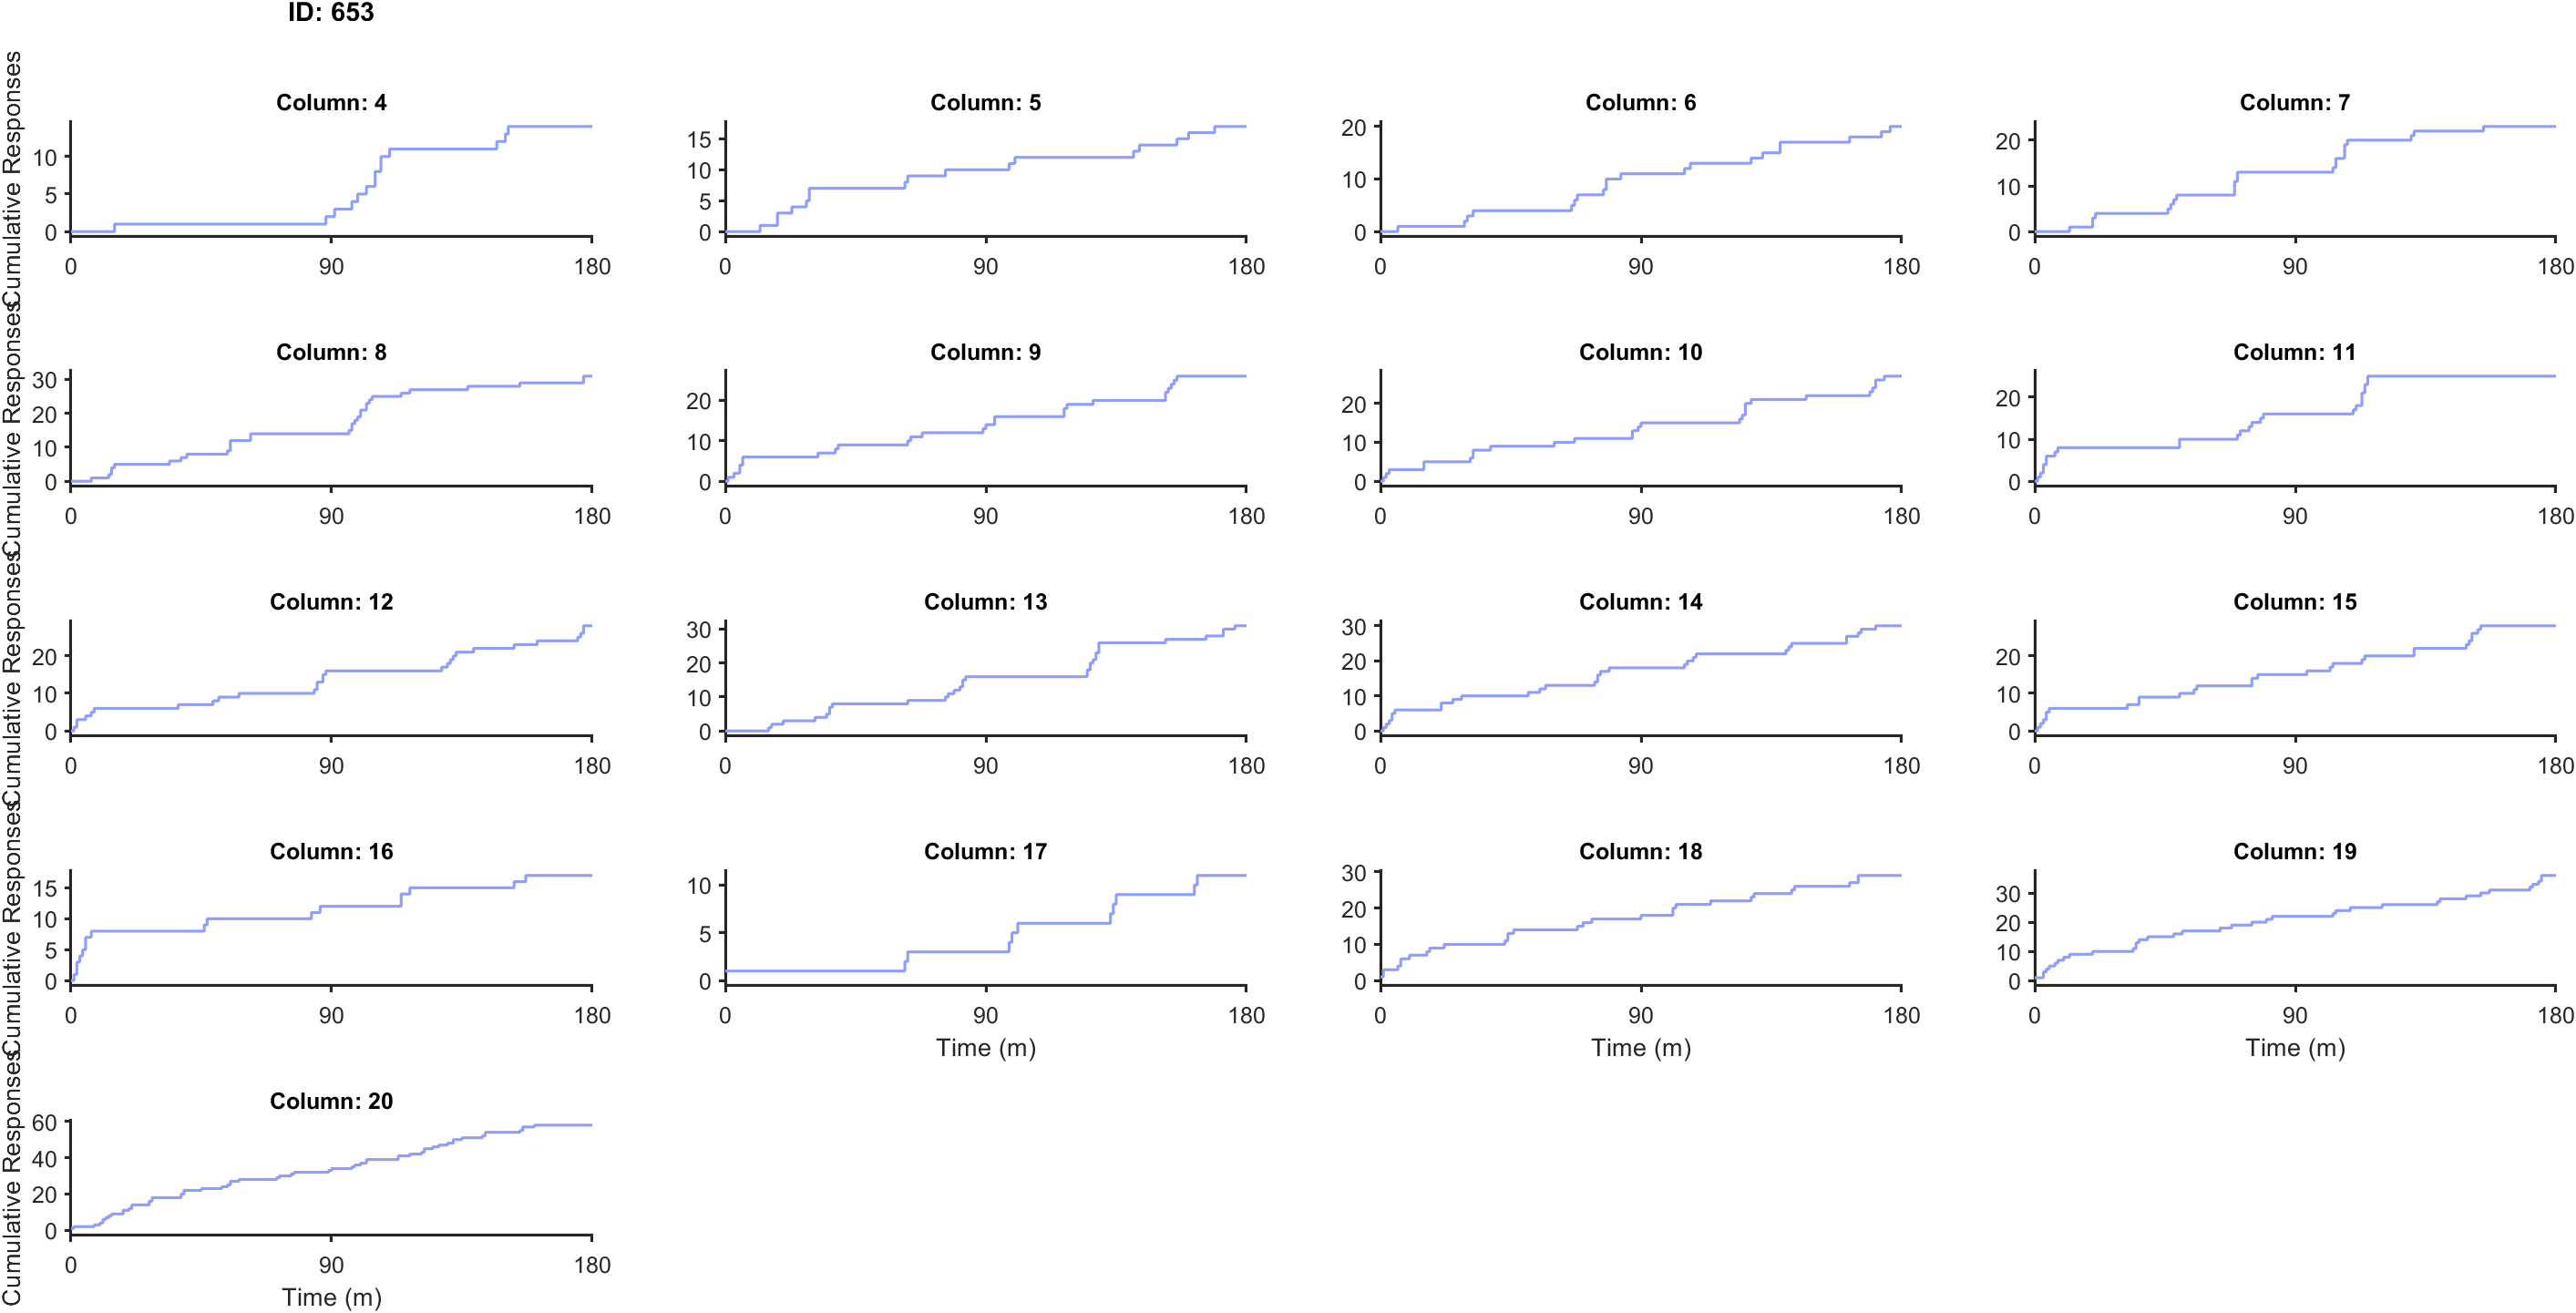 ID: 653
Cumulative Responses
Column: 4
10
5
0
0 90 180
Column: 5
15
10
5
0
0 90 180
Column: 6
20
10
0
0 90 180
Column: 7
20
10
0
0 90 180
Cumulative Responses
Column: 8
30
20
10
0
0 90 180
Column: 9
20
10
0
0 90 180
Column: 10
20
10
0
0 90 180
Column: 11
20
10
0
0 90 180
Cumulative Responses
Column: 12
20
10
0
0 90 180
Column: 13
30
20
10
0
0 90 180
Column: 14
30
20
10
0
0 90 180
Column: 15
20
10
0
0 90 180
Cumulative Responses
Column: 16
15
10
5
0
0 90 180
Column: 17
10
5
0
0 90 180
Time (m)
Column: 18
30
20
10
0
0 90 180
Time (m)
Column: 19
30
20
10
0
0 90 180
Time (m)
Cumulative Responses
Column: 20
60
40
20
0
0 90 180
Time (m)